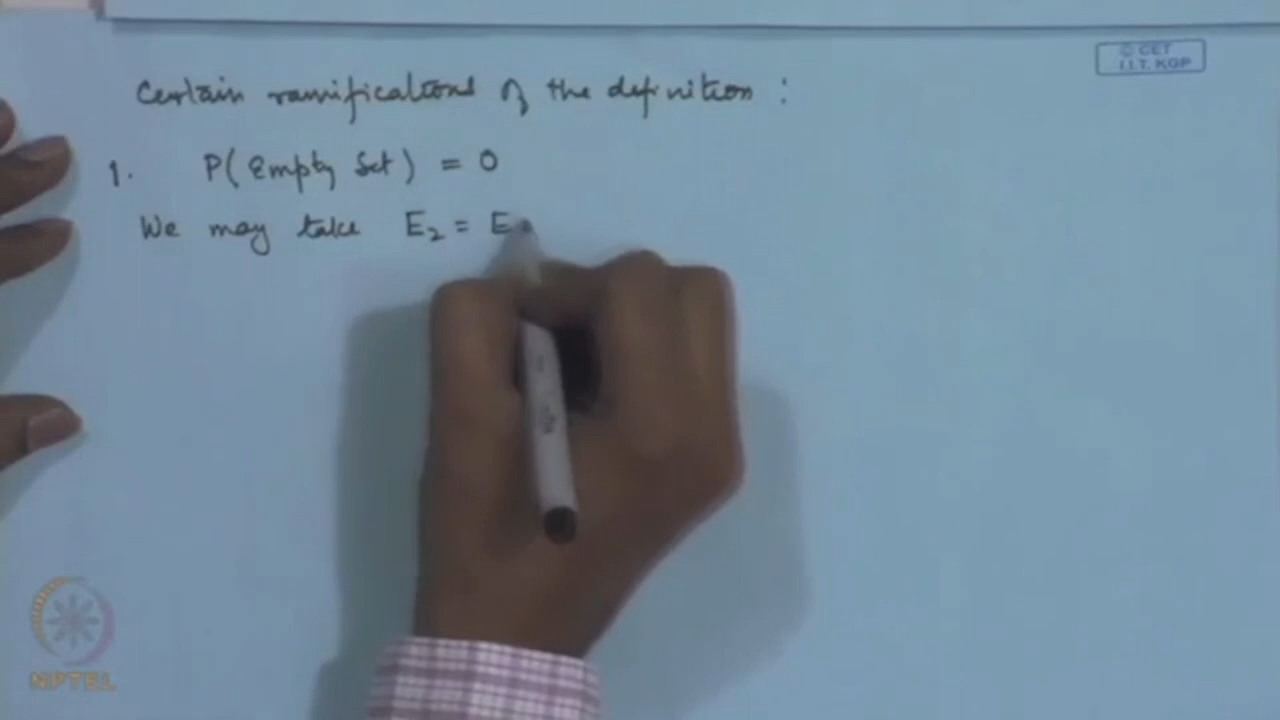 © CET
I.I.T. KGP
Certain ramifications of the definition :
1. P( Empty Set ) = 0
We may take E₂ = E
NPTEL